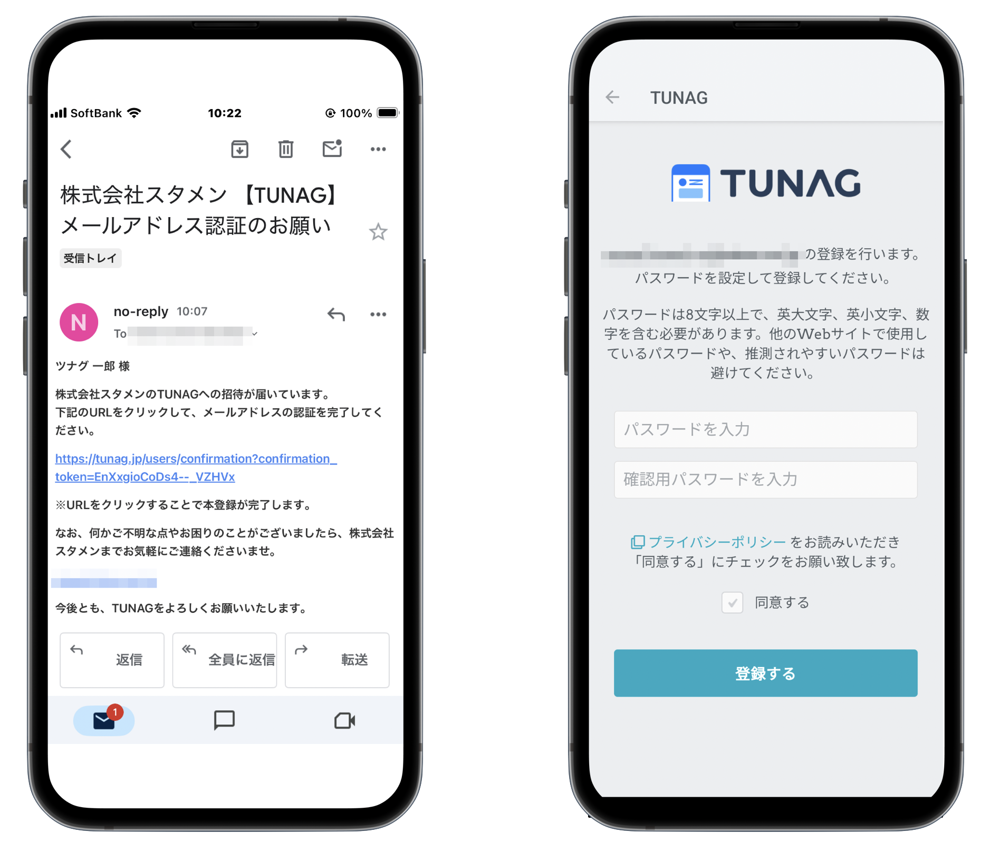 SoftBank 10:22 100%
株式会社スタメン 【TUNAG】
メールアドレス認証のお願い
受信トレイ
N
no-reply 10:07
To
ツナグ 一郎 様
株式会社スタメンのTUNAGへの招待が届いています。
下記のURLをクリックして、メールアドレスの認証を完了してく
ださい。
https://tunag.jp/users/confirmation?confirmation_
token=EnXxgioCoDs4--_VZHVx
※URLをクリックすることで本登録が完了します。
なお、何かご不明な点やお困りのことがございましたら、株式会社
スタメンまでお気軽にご連絡くださいませ。
今後とも、TUNAGをよろしくお願いいたします。
返信 全員に返信 転送
1
TUNAG
TUNAG
の登録を行います。
パスワードを設定して登録してください。
パスワードは8文字以上で、英大文字、英小文字、数
字を含む必要があります。他のWebサイトで使用し
ているパスワードや、推測されやすいパスワードは
避けてください。
パスワードを入力
確認用パスワードを入力
プライバシーポリシー をお読みいただき
「同意する」にチェックをお願い致します。
同意する
登録する